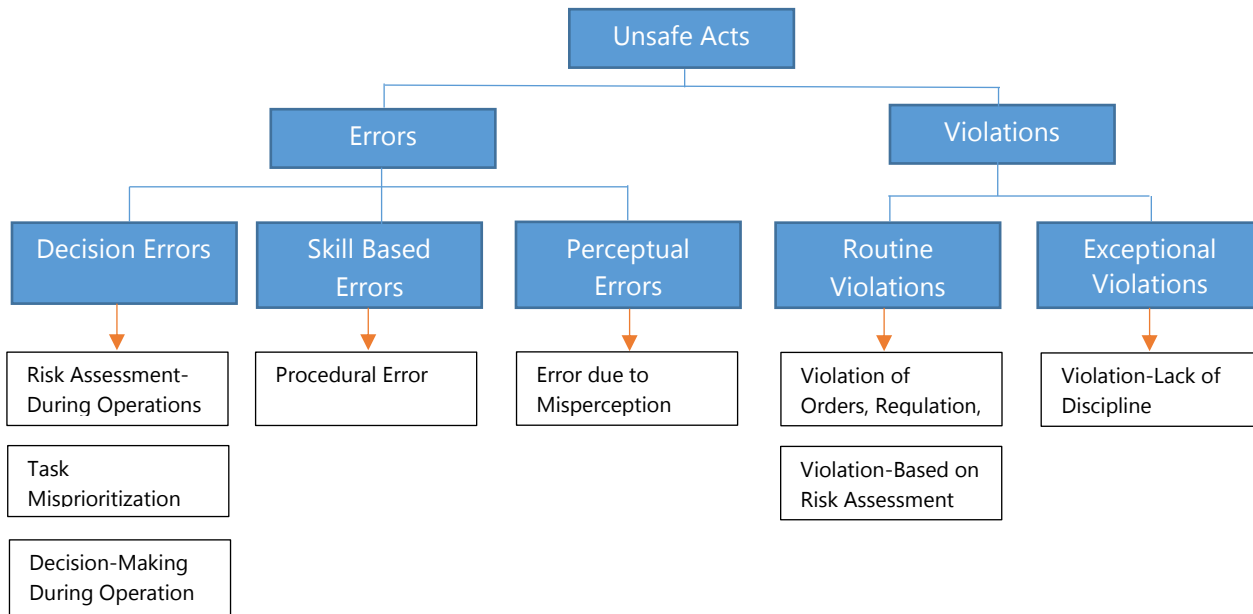 Unsafe Acts
Errors
Violations
Decision Errors
Skill Based
Errors
Perceptual
Errors
Routine
Violations
Exceptional
Violations
Risk Assessment-
During Operations
Task
Misprioritization
Decision-Making
During Operation
Procedural Error
Error due to
Misperception
Violation of
Orders, Regulation,
Violation-Based on
Risk Assessment
Violation-Lack of
Discipline